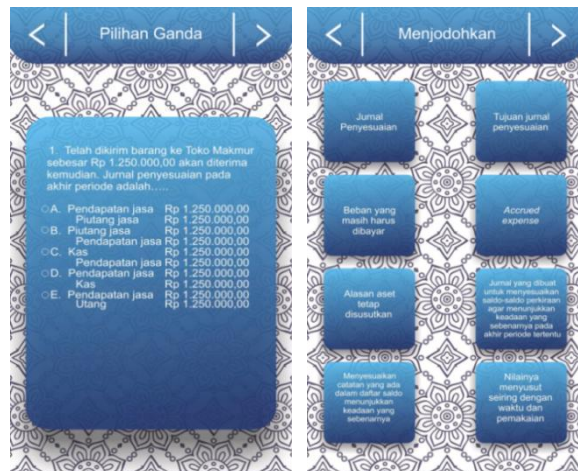 Pilihan Ganda
1. Telah dikirim barang ke Toko Makmur
sebesar Rp 1.250.000,00 akan diterima
kemudian. Jurnal penyesuaian pada
akhir periode adalah.....
A. Pendapatan jasa Rp 1.250.000,00
Piutang jasa Rp 1.250.000,00
B. Piutang jasa Rp 1.250.000,00
Pendapatan jasa Rp 1.250.000,00
C. Kas Rp 1.250.000,00
Pendapatan jasa Rp 1.250.000,00
D. Pendapatan jasa Rp 1.250.000,00
Kas Rp 1.250.000,00
E. Pendapatan jasa Rp 1.250.000,00
Utang Rp 1.250.000,00
Menjodohkan
Jurnal
Penyesuaian
Tujuan jurnal
penyesuaian
Beban yang
masih harus
dibayar
Accrued
expense
Alasan aset
tetap
disusutkan
Jurnal yang dibuat
untuk menyesuaikan
saldo-saldo perkiraan
agar menunjukkan
keadaan yang
sebenarnya pada
akhir periode tertentu
Menyesuaikan
catatan yang ada
dalam daftar saldo
menunjukkan
keadaan yang
sebenarnya
Nilainya
menyusut
seiring dengan
waktu dan
pemakaian